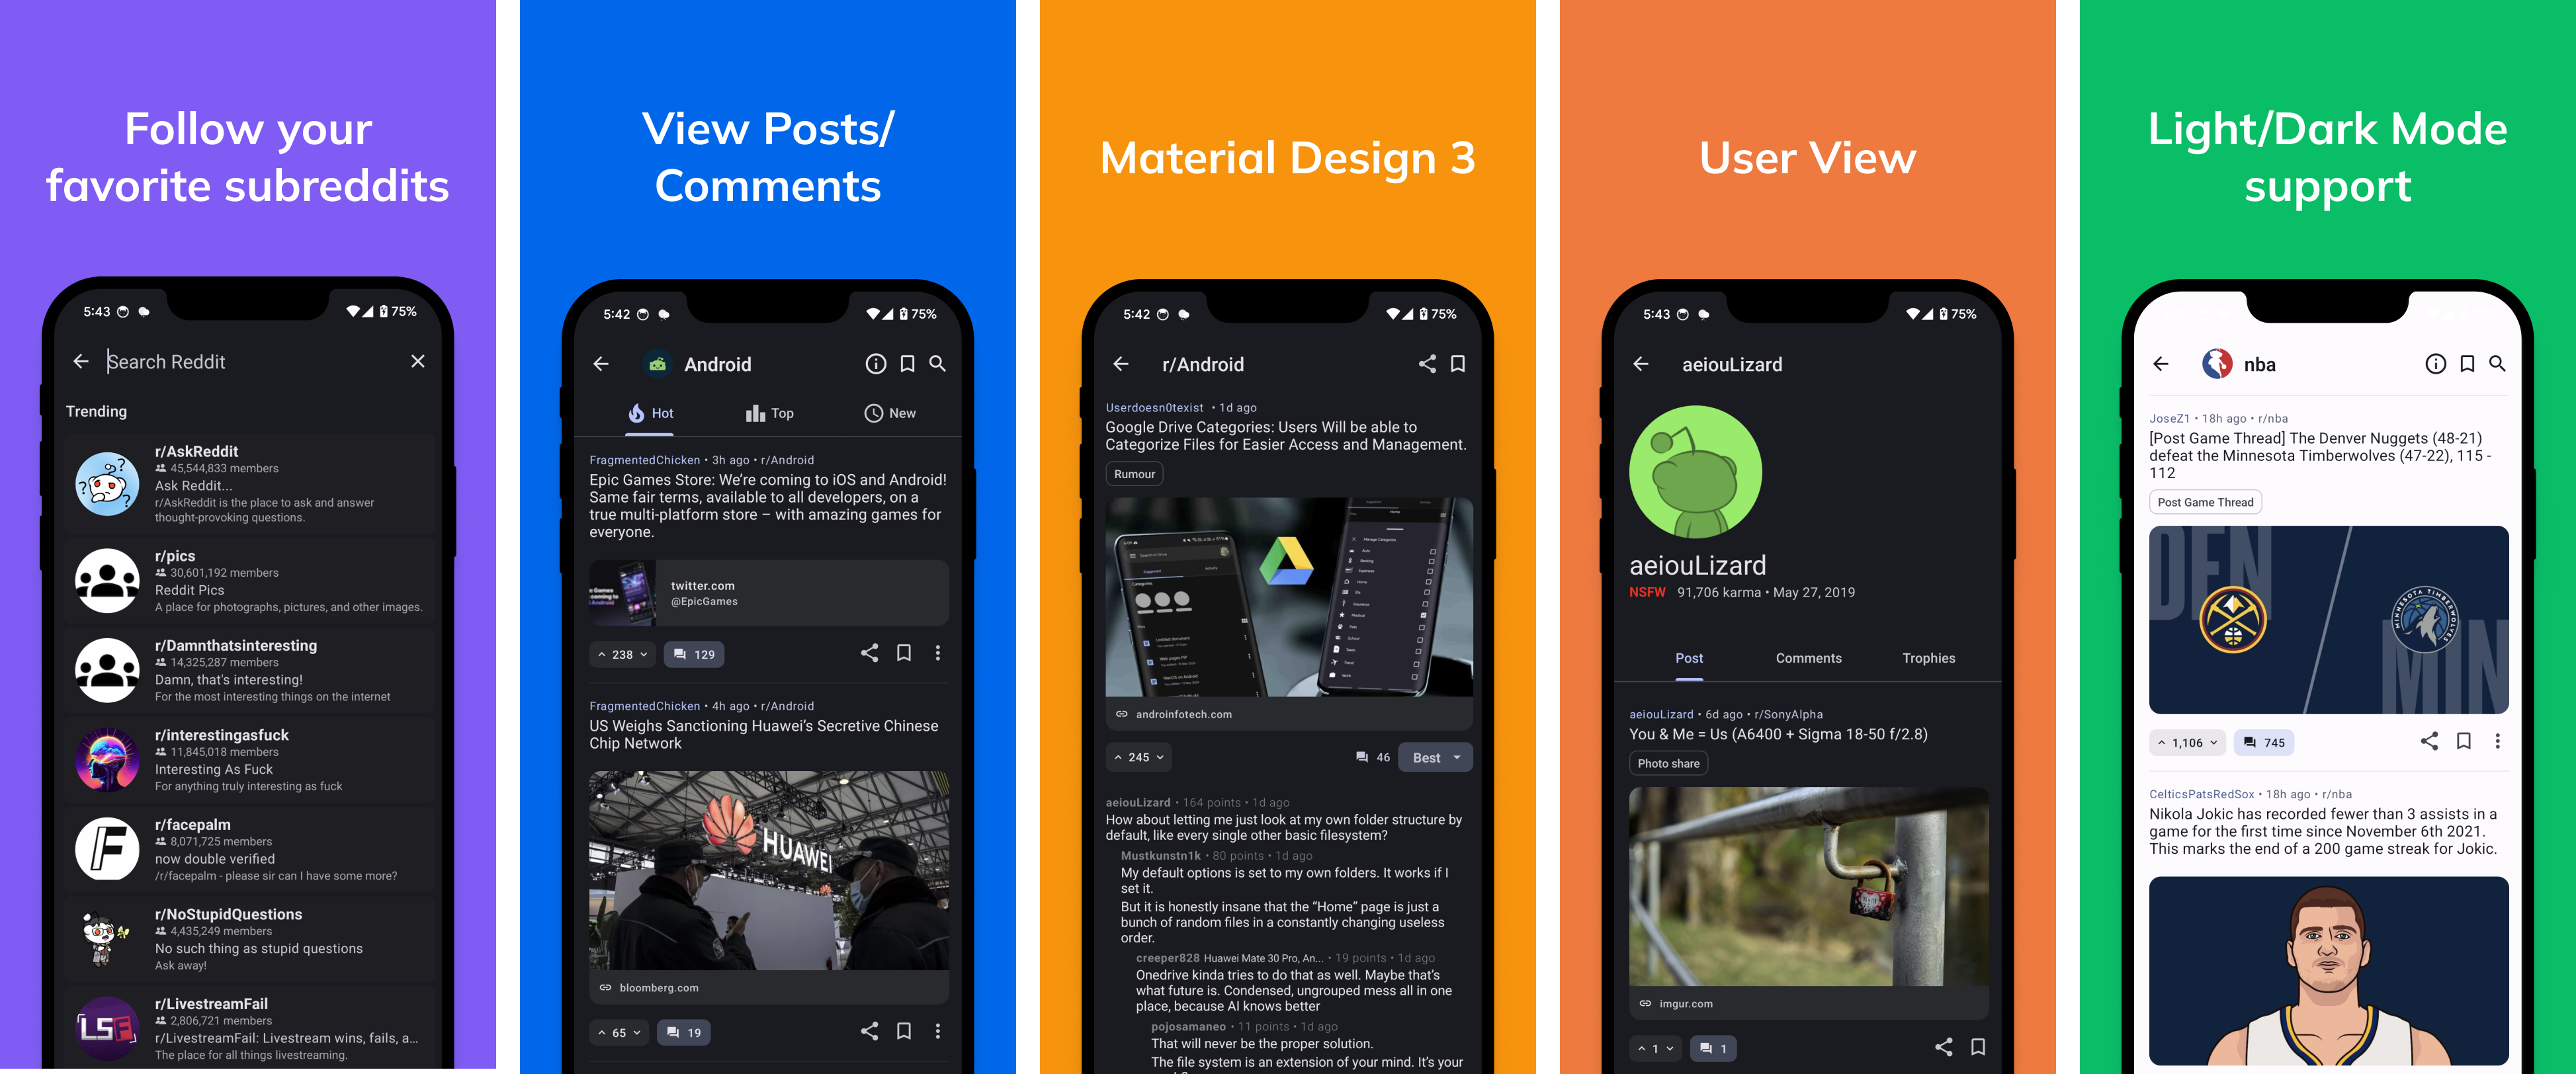 Follow your
favorite subreddits
5:43
75%
Search Reddit
Trending
r/AskReddit
45,544,833 members
Ask Reddit...
r/AskReddit is the place to ask and answer
thought-provoking questions.
r/pics
30,601,192 members
Reddit Pics
A place for photographs, pictures, and other images.
r/Damnthatsinteresting
14,325,287 members
Damn, that's interesting!
For the most interesting things on the internet
r/interestingasfuck
11,845,018 members
Interesting As Fuck
For anything truly interesting as fuck
r/facepalm
8,071,725 members
now double verified
/r/facepalm - please sir can I have some more?
r/NoStupidQuestions
4,435,249 members
No such thing as stupid questions
Ask away!
LSF
r/LivestreamFail
2,806,721 members
r/LivestreamFail: Livestream wins, fails, a...
The place for all things livestreaming.
View Posts/
Comments
5:42
75%
Android
Hot
Top
New
FragmentedChicken • 3h ago • r/Android
Epic Games Store: We’re coming to iOS and Android!
Same fair terms, available to all developers, on a
true multi-platform store – with amazing games for
everyone.
twitter.com
@EpicGames
238
129
FragmentedChicken • 4h ago • r/Android
US Weighs Sanctioning Huawei’s Secretive Chinese
Chip Network
HUAWEI
bloomberg.com
65
19
Material Design 3
5:42
75%
r/Android
Userdoesn0texist • 1d ago
Google Drive Categories: Users Will be able to
Categorize Files for Easier Access and Management.
Rumour
androinfotech.com
245
46
Best
aeiouLizard • 164 points • 1d ago
How about letting me just look at my own folder structure by
default, like every single other basic filesystem?
Mustkunstn1k • 80 points • 1d ago
My default options is set to my own folders. It works if I
set it.
But it is honestly insane that the “Home” page is just a
bunch of random files in a constantly changing useless
order.
creeper828 Huawei Mate 30 Pro, An... • 19 points • 1d ago
Onedrive kinda tries to do that as well. Maybe that’s
what future is. Condensed, ungrouped mess all in one
place, because AI knows better
pojosamaneo • 11 points • 1d ago
That will never be the proper solution.
The file system is an extension of your mind. It’s your
User View
5:43
75%
aeiouLizard
aeiouLizard
NSFW 91,706 karma • May 27, 2019
Post
Comments
Trophies
aeiouLizard • 6d ago • r/SonyAlpha
You & Me = Us (A6400 + Sigma 18-50 f/2.8)
Photo share
imgur.com
1
1
Light/Dark Mode
support
nba
JoseZ1 • 18h ago • r/nba
[Post Game Thread] The Denver Nuggets (48-21)
defeat the Minnesota Timberwolves (47-22), 115 -
112
Post Game Thread
DEN
MINNESOTA TIMBERWOLVES
MIN
1,106
745
CelticsPatsRedSox • 18h ago • r/nba
Nikola Jokic has recorded fewer than 3 assists in a
game for the first time since November 6th 2021.
This marks the end of a 200 game streak for Jokic.